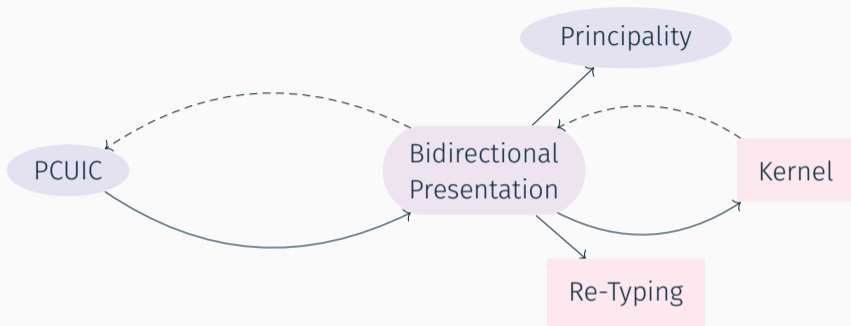 Principality
PCUIC
Bidirectional
Presentation
Kernel
Re-Typing